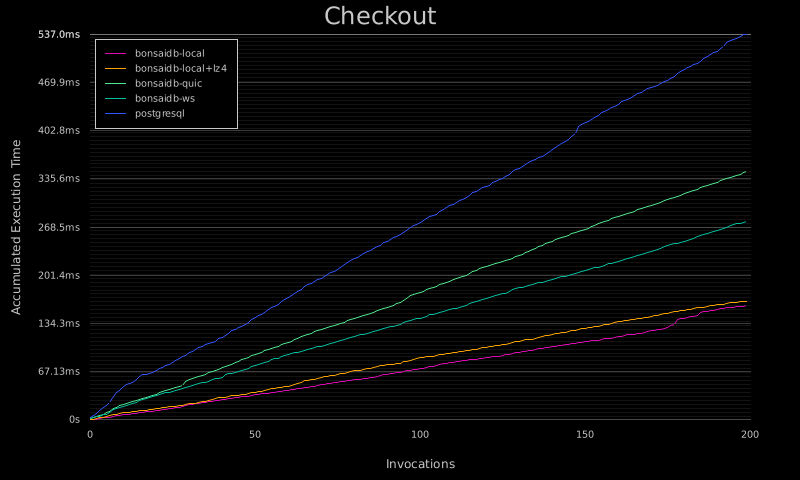 Checkout
537.0ms
469.9ms
402.8ms
335.6ms
268.5ms
201.4ms
134.3ms
67.13ms
0s
bonsaidb-local
bonsaidb-local+lz4
bonsaidb-quic
bonsaidb-ws
postgresql
Accumulated Execution Time
0
50
100
150
200
Invocations